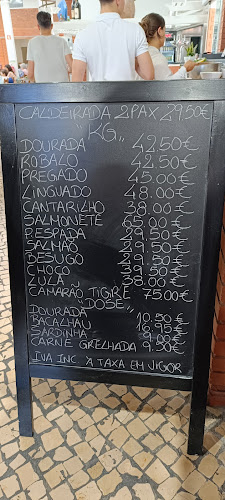 CALDEIRADA 2PAX 29.50€
"KG"
DOURADA 42.50€
ROBALO 42.50€
PREGADO 45.00€
LINGUADO 48.00€
CANTARILHO 38.00€
SALMONETE 65.00€
P.ESPADA 29.50€
SALMÃO 29.50€
BESUGO 29.50€
CHOCO 29.50€
LULA 38.00€
CAMARÃO TIGRE 75.00€
"DOSE"
DOURADA 10.50€
BACALHAU 16.95€
SARDINHA 9.00€
CARNE GRELHADA 9.50€
IVA INC. À TAXA EM VIGOR